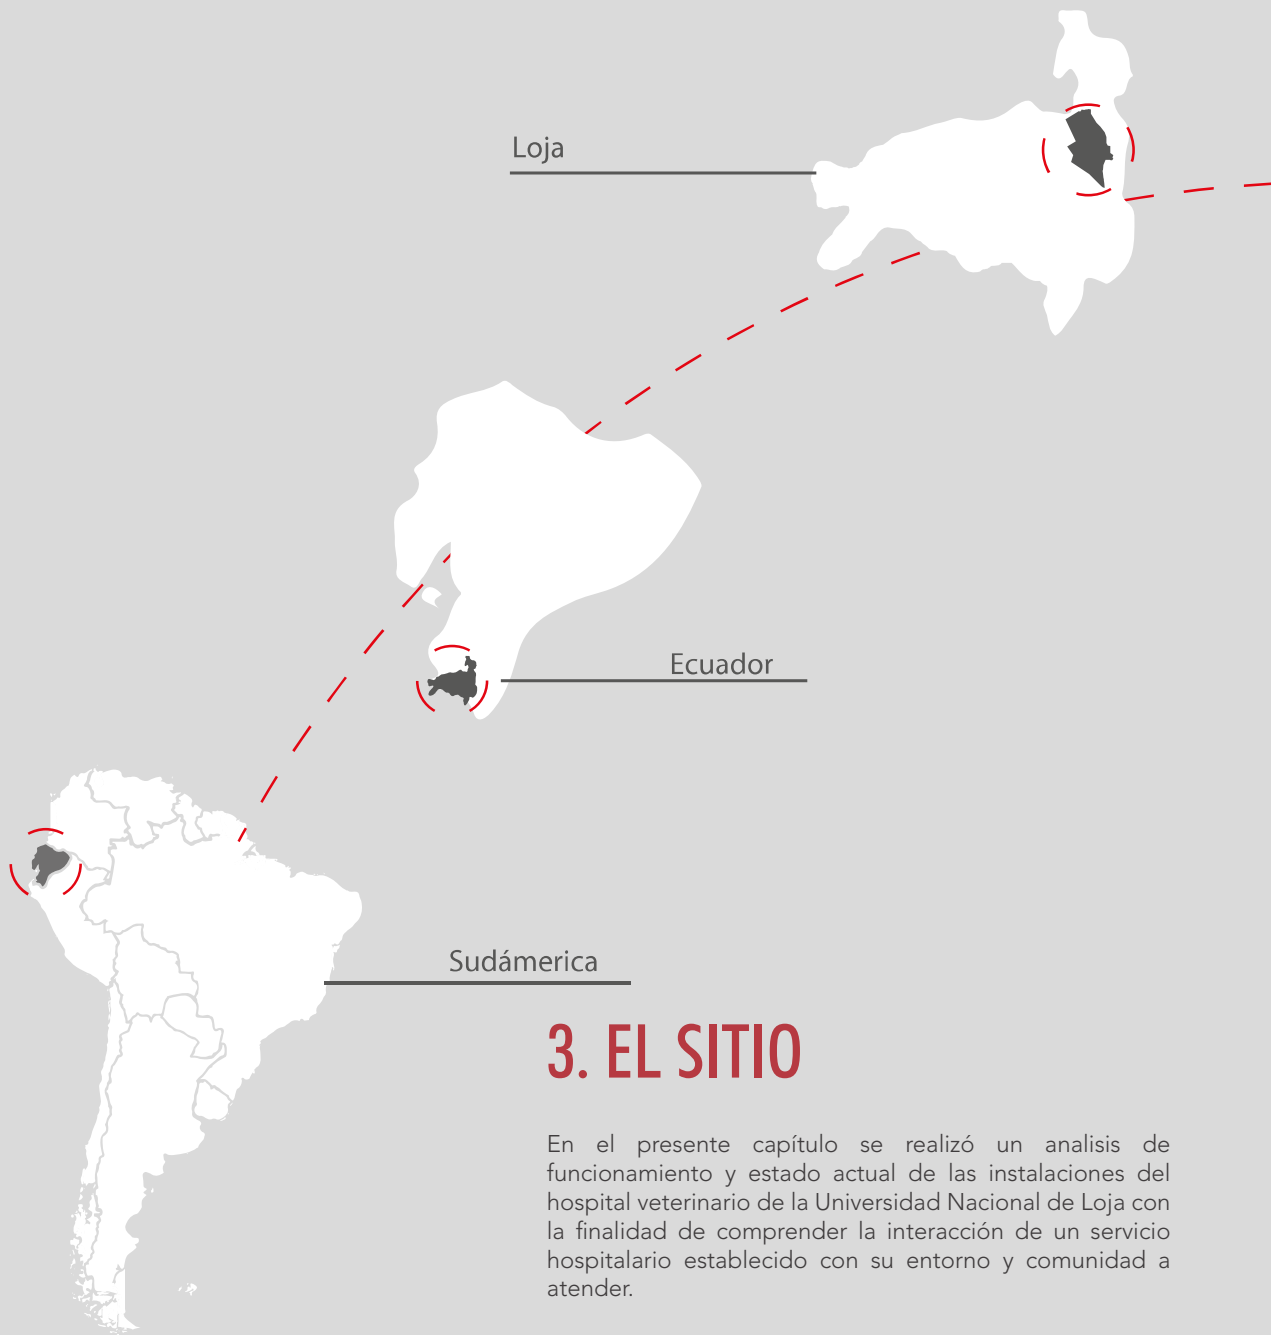 Loja
Ecuador
Sudámerica
3. EL SITIO
En el presente capítulo se realizó un analisis de
funcionamiento y estado actual de las instalaciones del
hospital veterinario de la Universidad Nacional de Loja con
la finalidad de comprender la interacción de un servicio
hospitalario establecido con su entorno y comunidad a
atender.